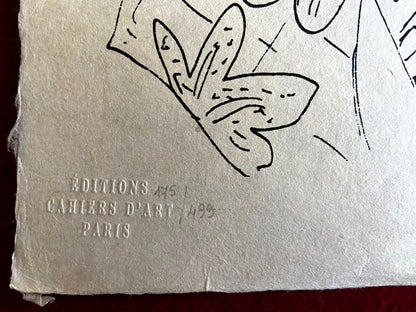 ÉDITIONS 175 /
CAHIERS D'ART / 499
PARIS